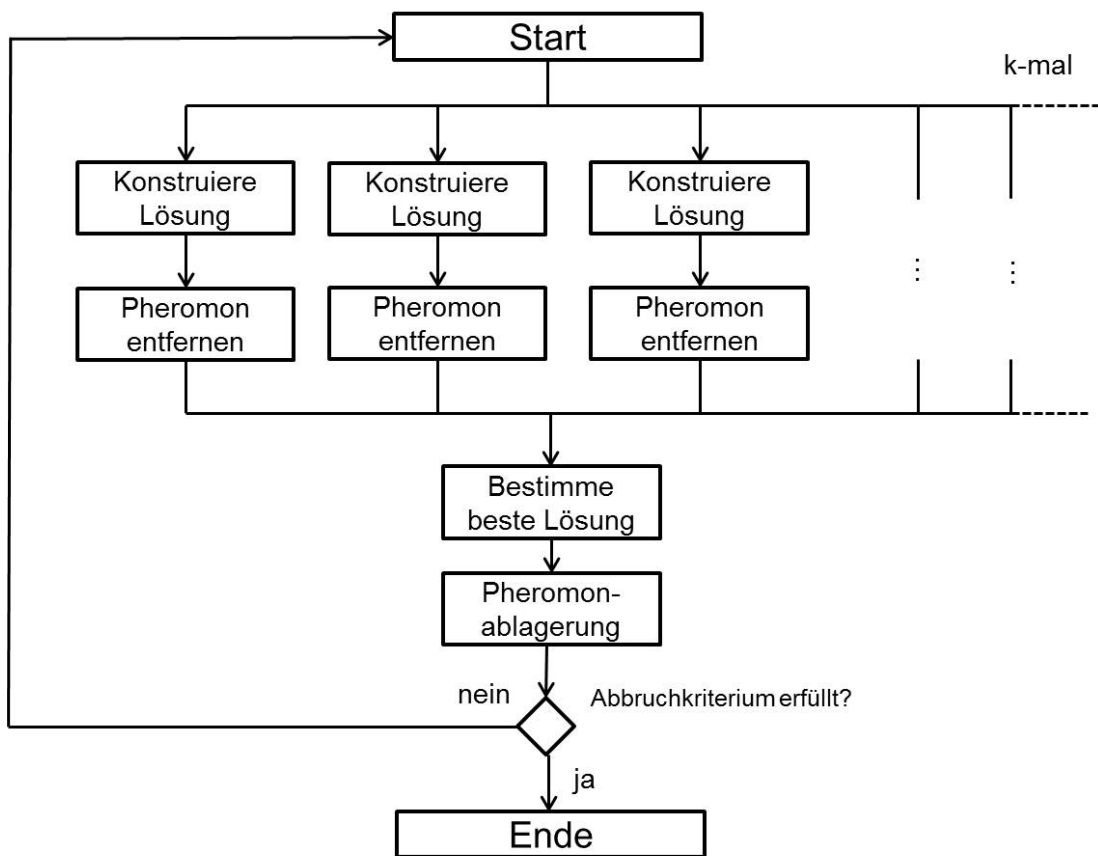 Start
k-mal
Konstruiere
Lösung
Konstruiere
Lösung
Konstruiere
Lösung
⋮
⋮
Pheromon
entfernen
Pheromon
entfernen
Pheromon
entfernen
Bestimme
beste Lösung
Pheromon-
ablagerung
nein
Abbruchkriterium erfüllt?
ja
Ende